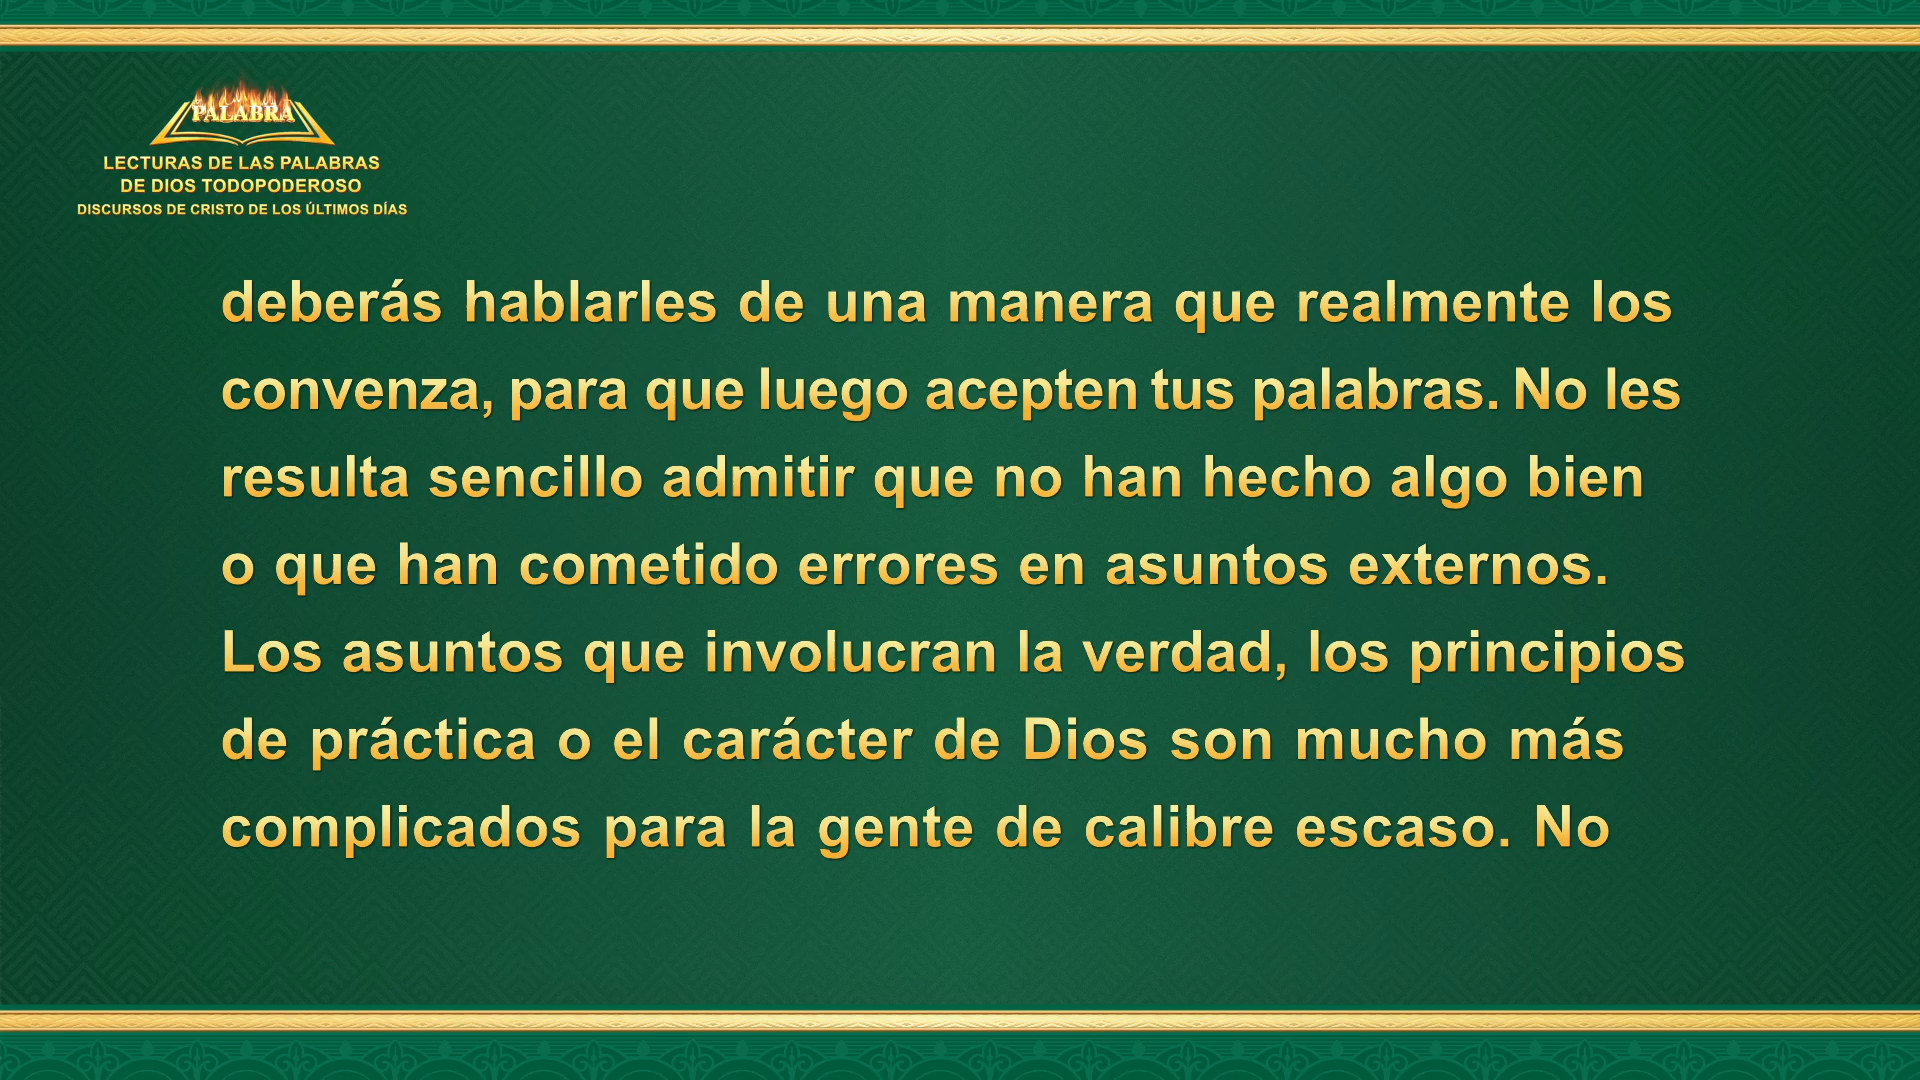 PALABRA
LECTURAS DE LAS PALABRAS
DE DIOS TODOPODEROSO
DISCURSOS DE CRISTO DE LOS ÚLTIMOS DÍAS
deberás hablarles de una manera que realmente los
convenza, para que luego acepten tus palabras. No les
resulta sencillo admitir que no han hecho algo bien
o que han cometido errores en asuntos externos.
Los asuntos que involucran la verdad, los principios
de práctica o el carácter de Dios son mucho más
complicados para la gente de calibre escaso. No